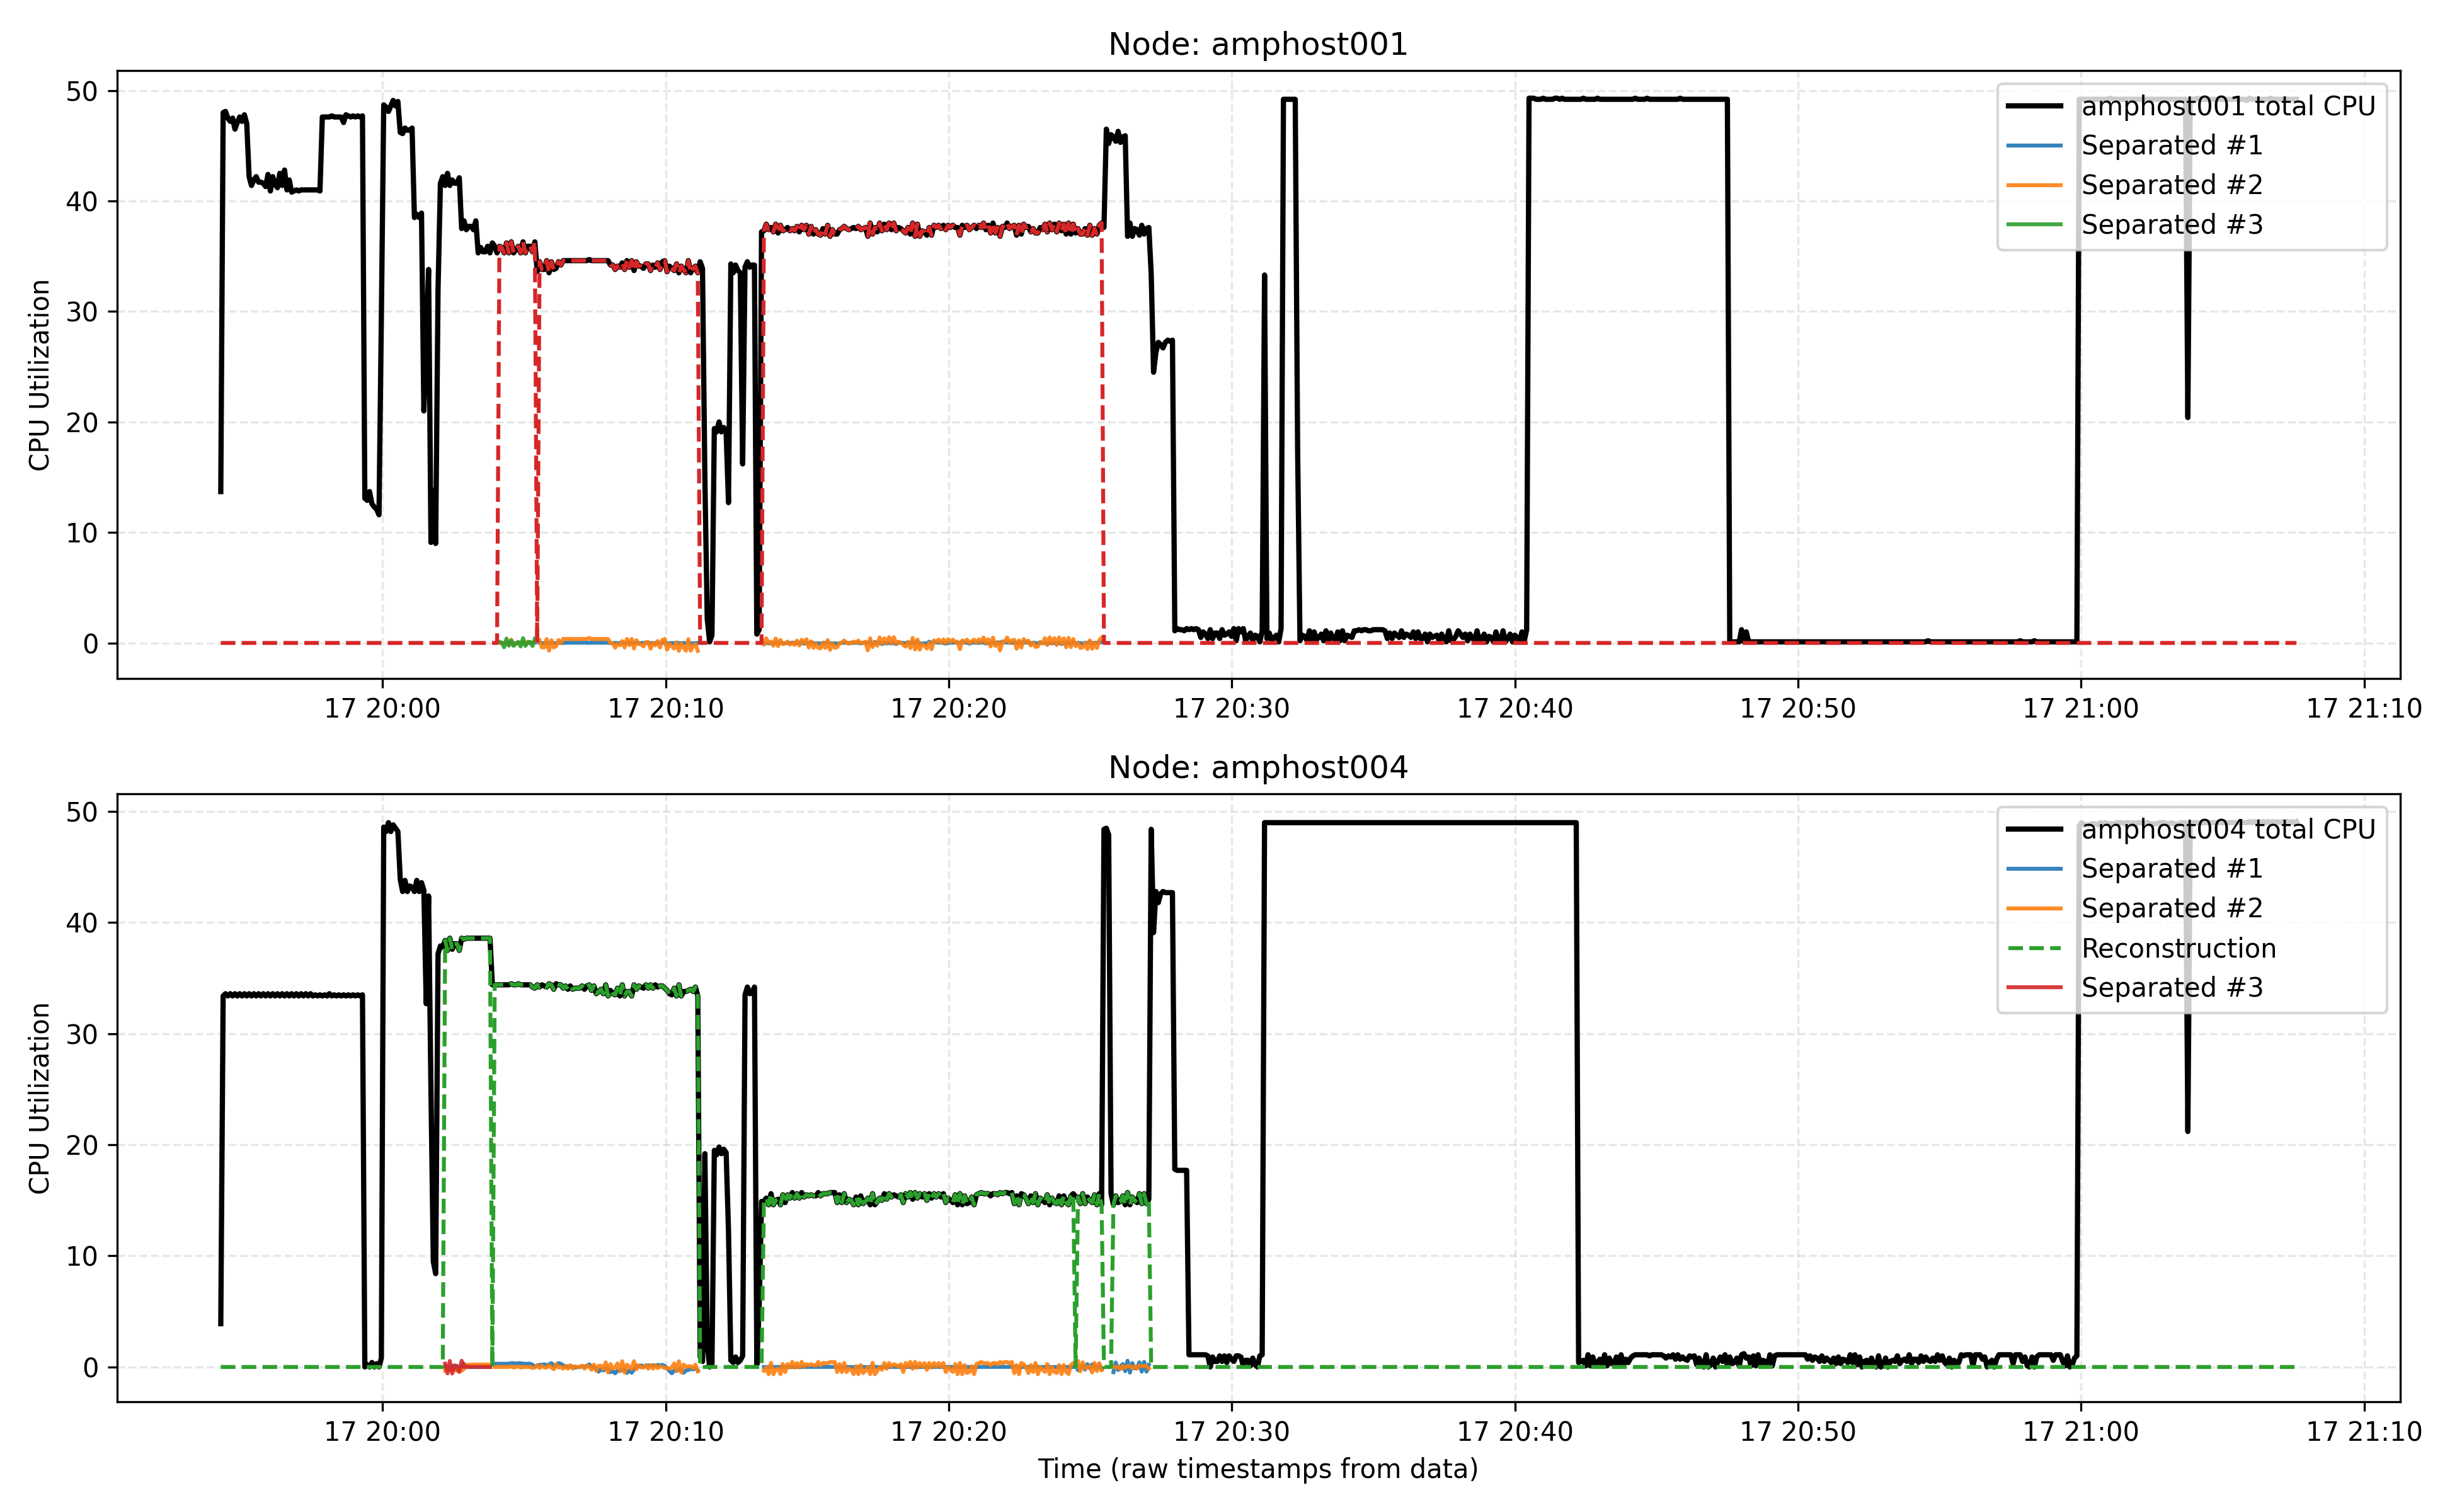 Node: amphost001
CPU Utilization
50
40
30
20
10
0
amphost001 total CPU
Separated #1
Separated #2
Separated #3
17 20:00
17 20:10
17 20:20
17 20:30
17 20:40
17 20:50
17 21:00
17 21:10
Node: amphost004
CPU Utilization
50
40
30
20
10
0
amphost004 total CPU
Separated #1
Separated #2
Reconstruction
Separated #3
17 20:00
17 20:10
17 20:20
17 20:30
17 20:40
17 20:50
17 21:00
17 21:10
Time (raw timestamps from data)